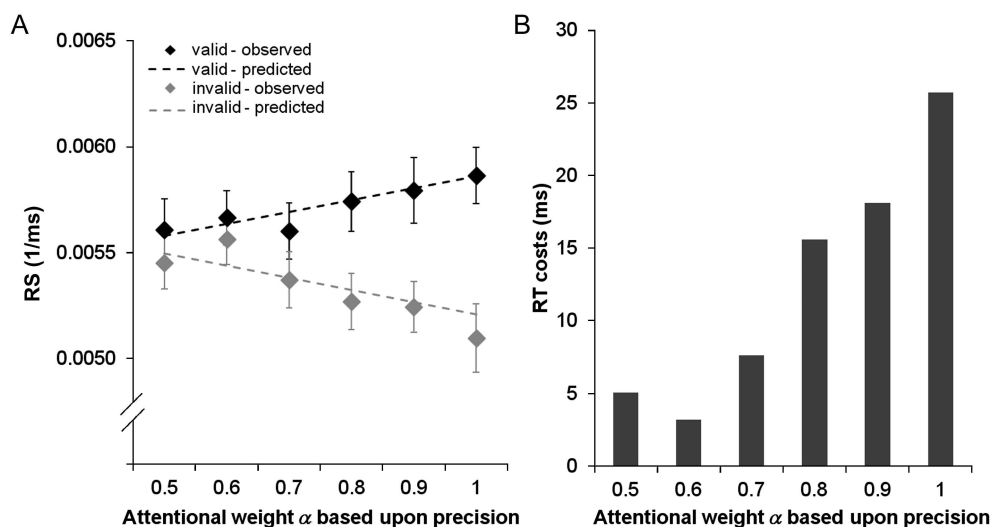 A
0.0065
0.0060
0.0055
0.0050
RS (1/ms)
valid - observed
valid - predicted
invalid - observed
invalid - predicted
0.5 0.6 0.7 0.8 0.9 1
Attentional weight α based upon precision
B
30
25
20
15
10
5
0
RT costs (ms)
0.5 0.6 0.7 0.8 0.9 1
Attentional weight α based upon precision